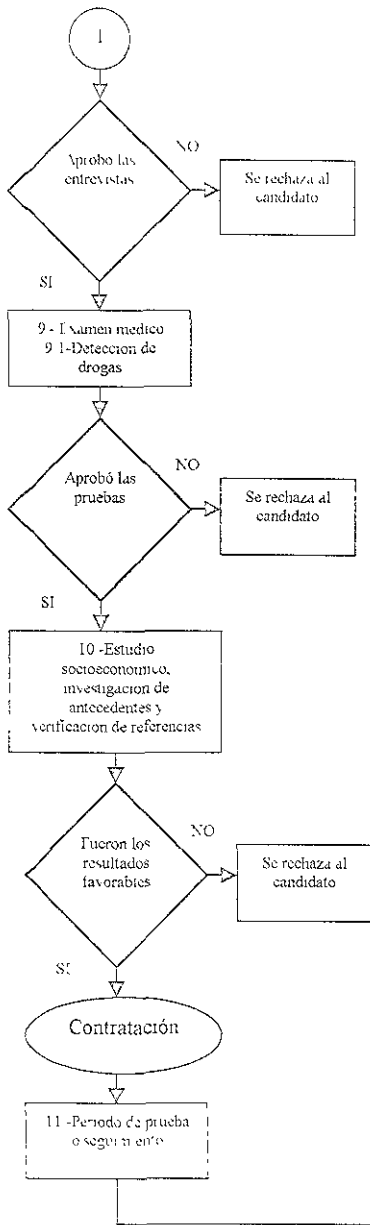 1
NO
Aprobo las
entrevistas
Se rechaza al
candidato
SI
9 - Examen medico
9 1-Deteccion de
drogas
NO
Aprobó las
pruebas
Se rechaza al
candidato
SI
10 -Estudio
socioeconomico,
investigacion de
antecedentes y
verificacion de referencias
NO
Fueron los
resultados
favorables
Se rechaza al
candidato
SI
Contratación
11 -Periodo de prueba
o seguimiento